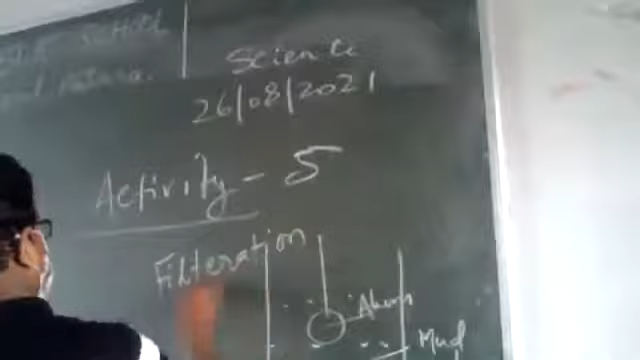 SCHOOL
Science
26/08/2021
Activity - 5
Filteration
Alum
Mud